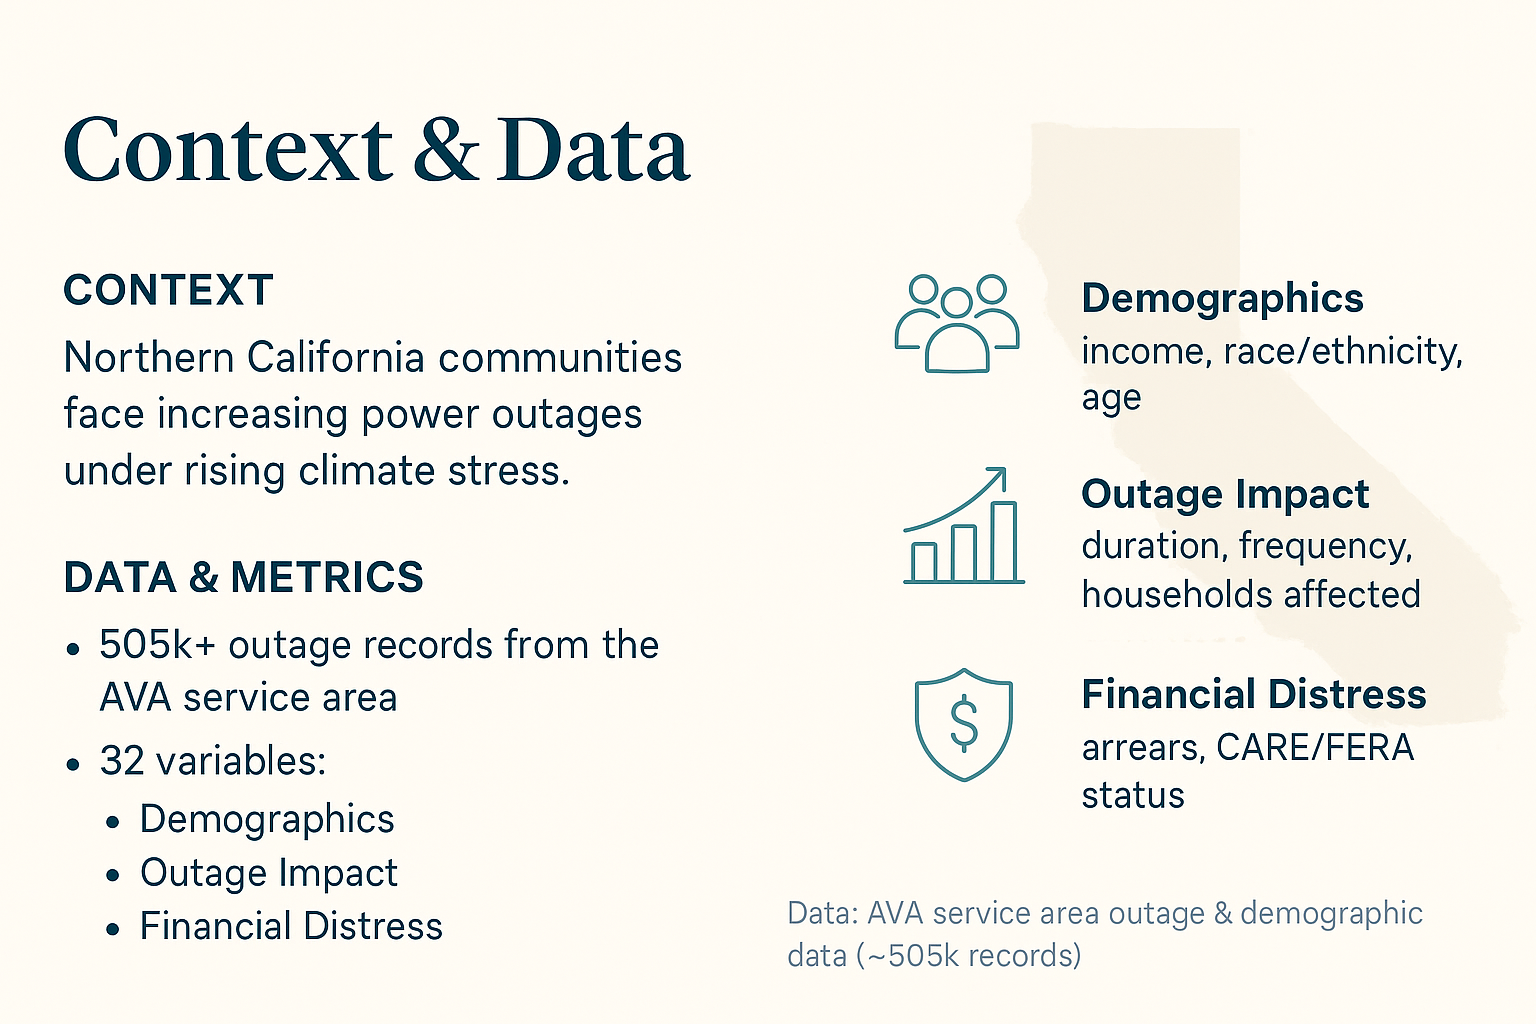 Context & Data
CONTEXT
Northern California communities
face increasing power outages
under rising climate stress.
DATA & METRICS
• 505k+ outage records from the
AVA service area
• 32 variables:
• Demographics
• Outage Impact
• Financial Distress
Demographics
income, race/ethnicity,
age
Outage Impact
duration, frequency,
households affected
$
Financial Distress
arrears, CARE/FERA
status
Data: AVA service area outage & demographic
data (~505k records)